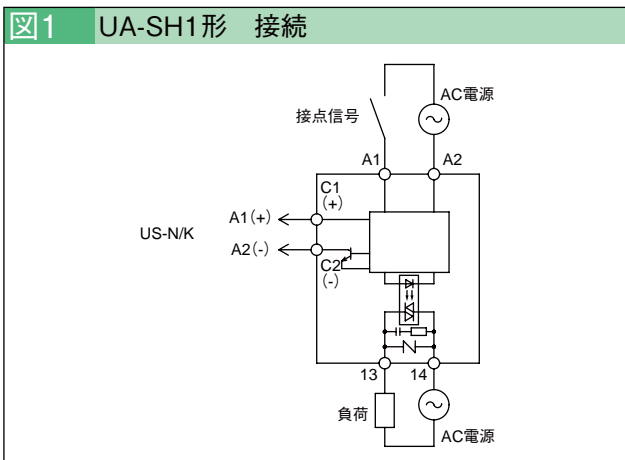 図1 UA-SH1形 接続
AC電源
接点信号
A1
A2
C1
(+)
A1(+)
US-N/K
A2(-)
C2
(-)
13
14
負荷
AC電源